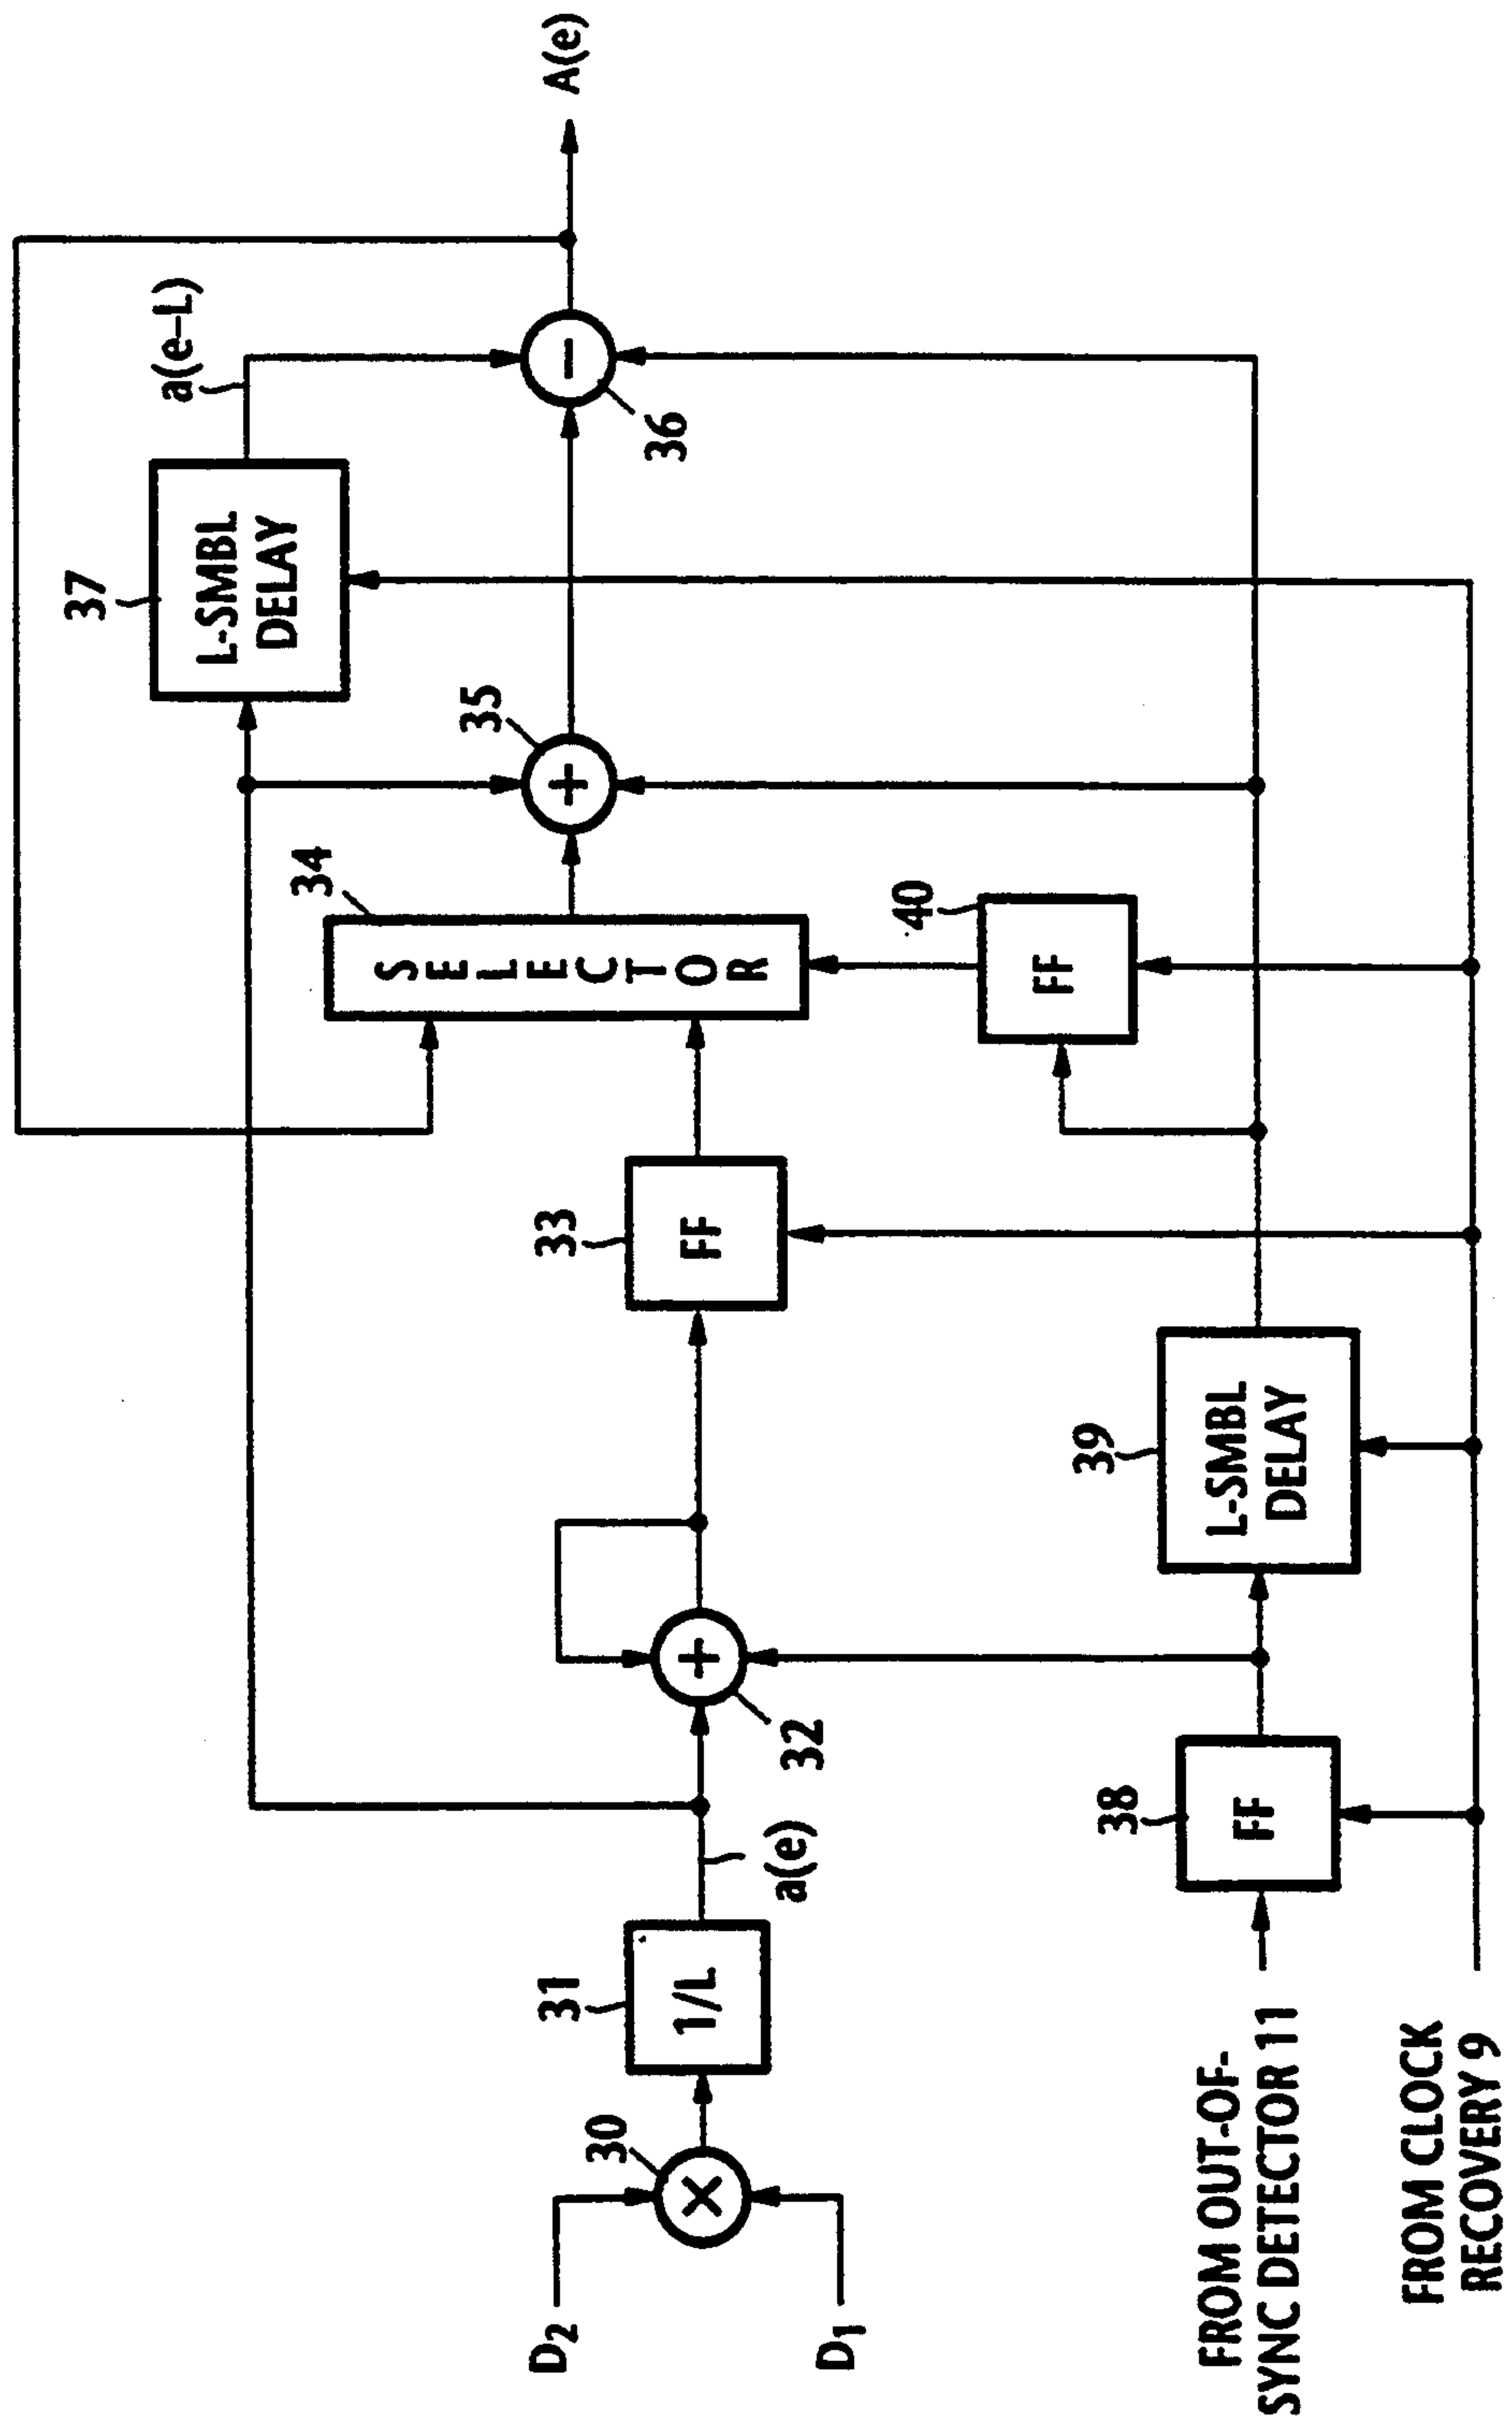 A(e)
a(e-L)
37
L-SMBL
DELAY
36
35
34
SELECTOR
40
FF
33
FF
39
L-SMBL
DELAY
32
38
FF
a(e)
31
1/L
30
D2
D1
FROM OUT-OF-
SYNC DETECTOR 11
FROM CLOCK
RECOVERY 9